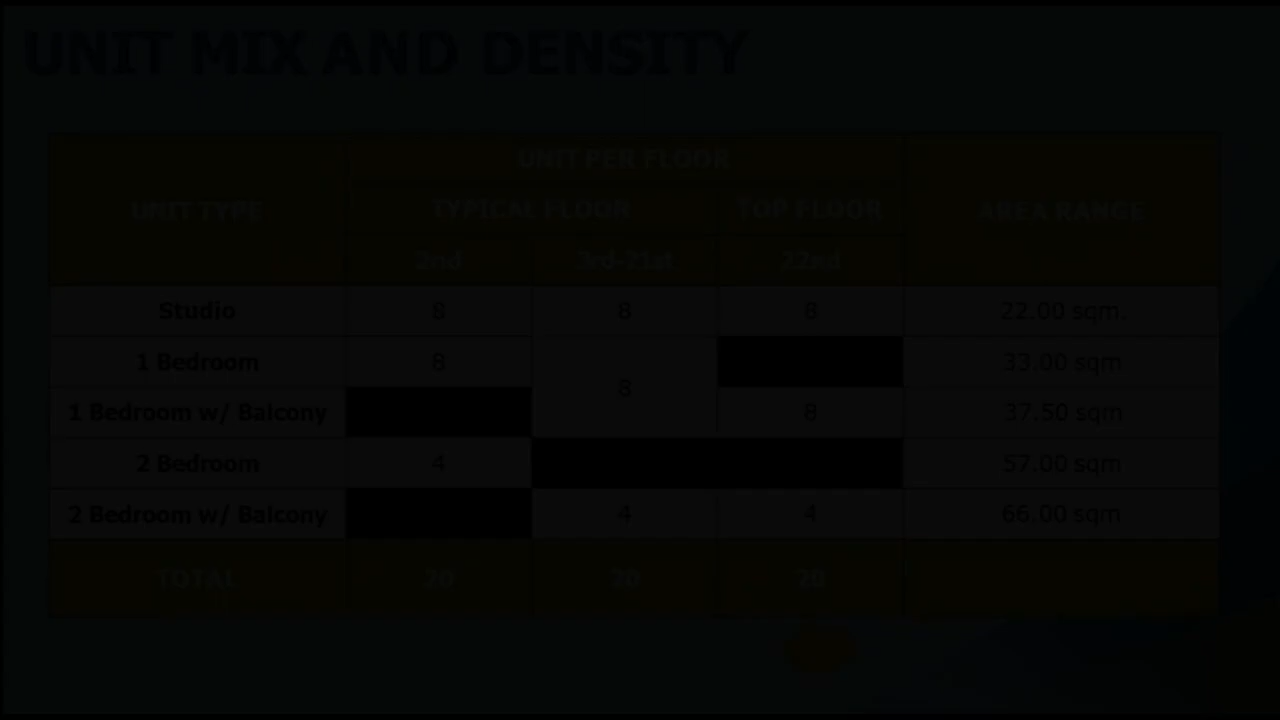 UNIT MIX AND DENSITY
UNIT TYPE UNIT PER FLOOR AREA RANGE
TYPICAL FLOOR TOP FLOOR
2nd 3rd-21st 22nd
Studio 8 8 8 22.00 sqm.
1 Bedroom 8 8 33.00 sqm
1 Bedroom w/ Balcony 8 37.50 sqm
2 Bedroom 4 57.00 sqm
2 Bedroom w/ Balcony 4 4 66.00 sqm
TOTAL 20 20 20